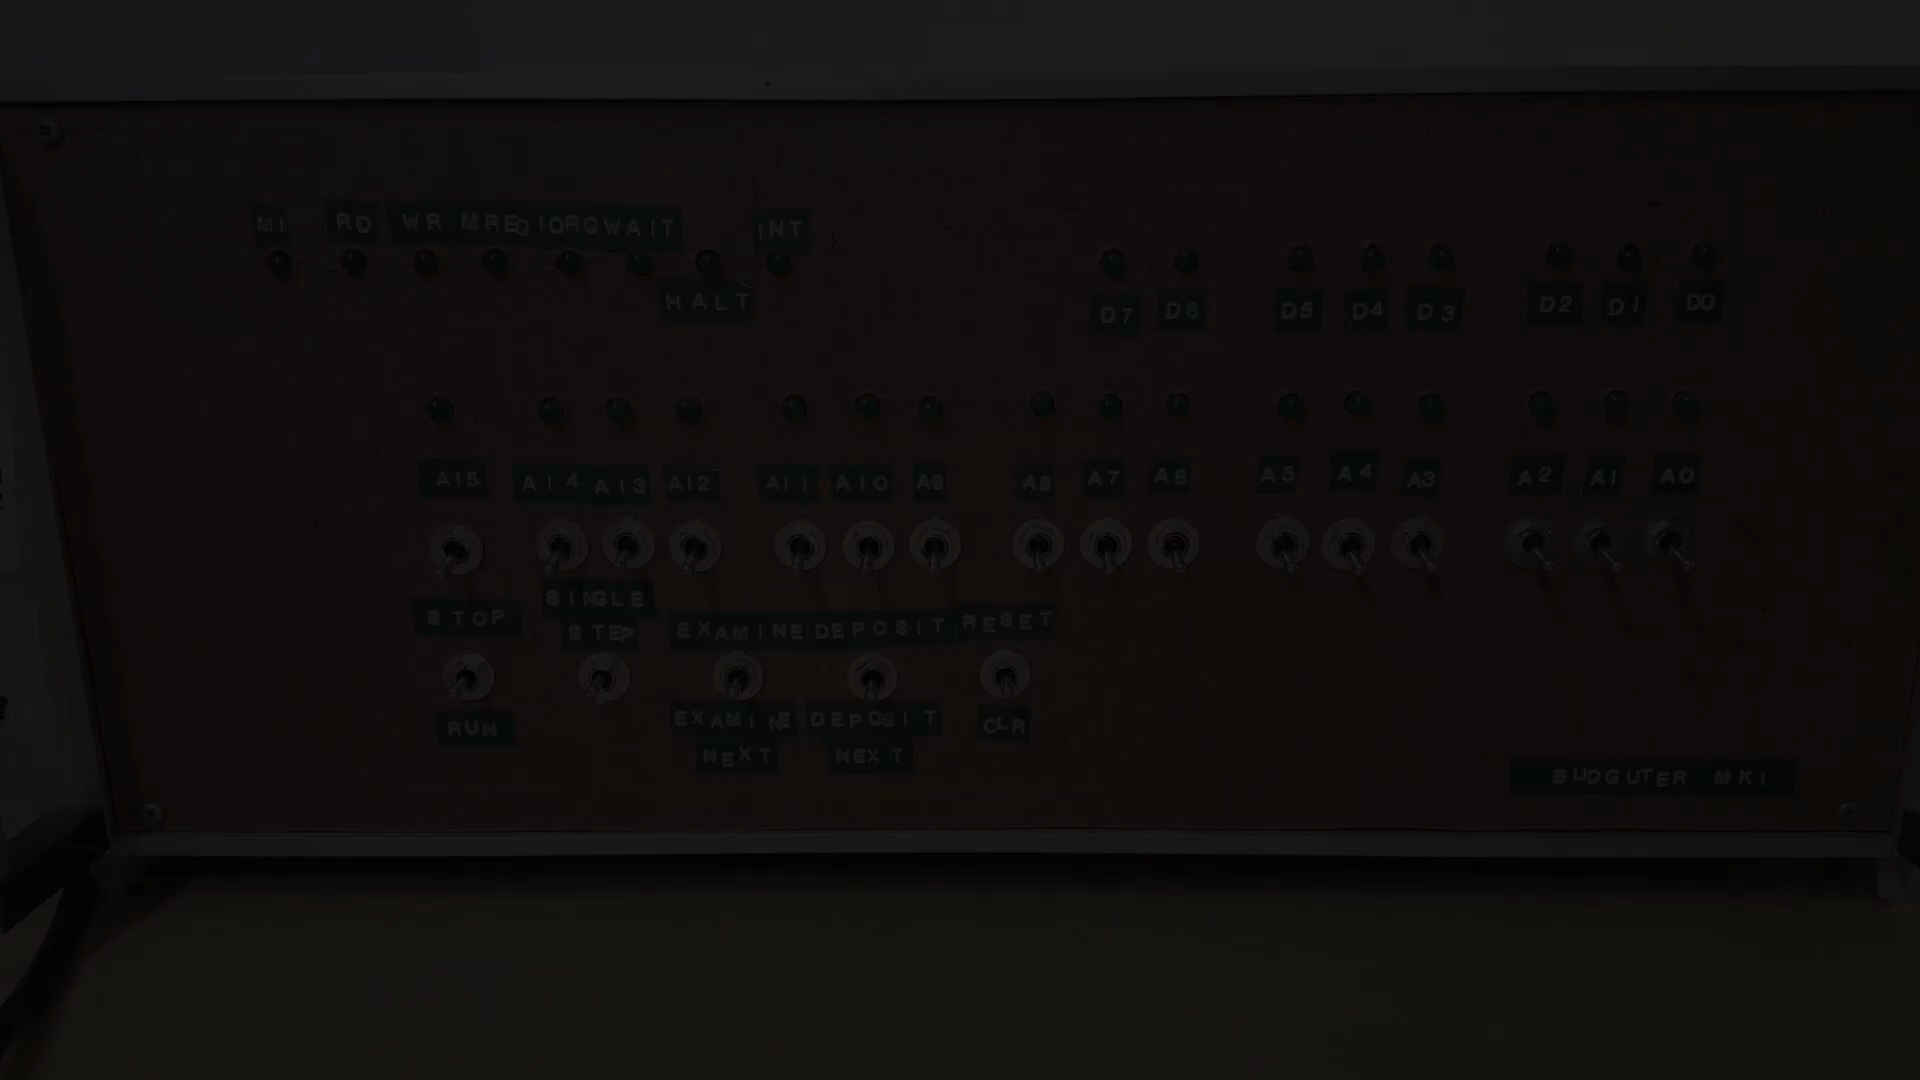 M1 RD WR MREQ IORQ WAIT INT
HALT
D7 D6 D5 D4 D3 D2 D1 D0
A15 A14 A13 A12 A11 A10 A9 A8 A7 A6 A5 A4 A3 A2 A1 A0
STOP SINGLE STEP EXAMINE DEPOSIT RESET
RUN EXAMINE NEXT DEPOSIT NEXT CLR
BUDGUTER MK1